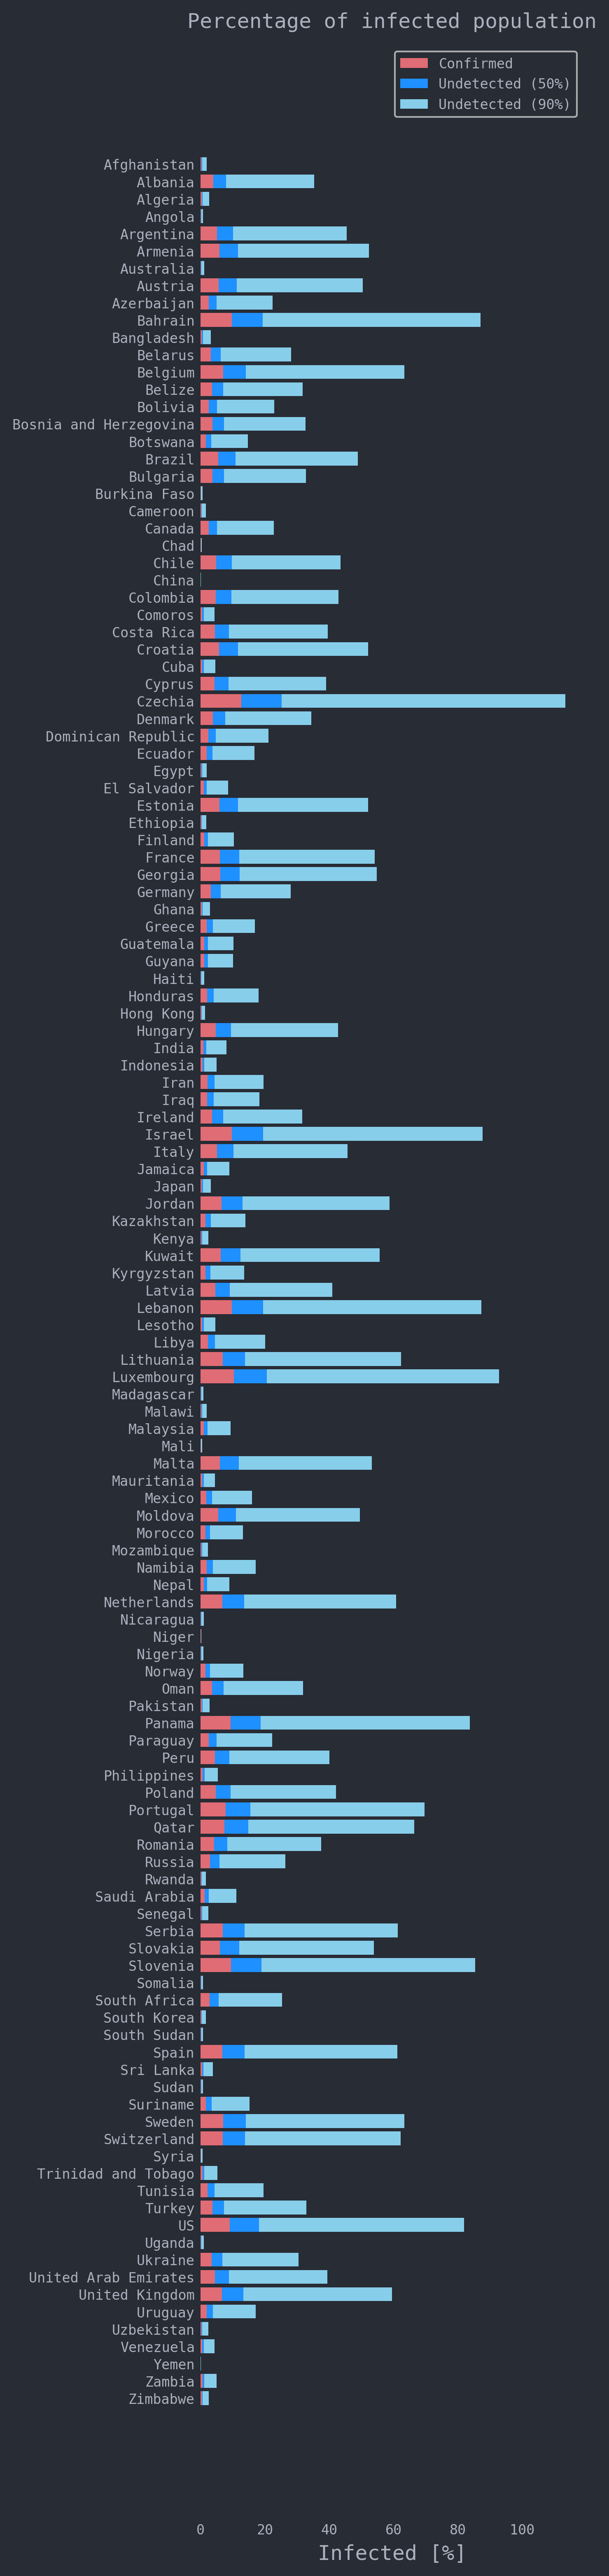 Percentage of infected population
Confirmed
Undetected (50%)
Undetected (90%)
Afghanistan
Albania
Algeria
Angola
Argentina
Armenia
Australia
Austria
Azerbaijan
Bahrain
Bangladesh
Belarus
Belgium
Belize
Bolivia
Bosnia and Herzegovina
Botswana
Brazil
Bulgaria
Burkina Faso
Cameroon
Canada
Chad
Chile
China
Colombia
Comoros
Costa Rica
Croatia
Cuba
Cyprus
Czechia
Denmark
Dominican Republic
Ecuador
Egypt
El Salvador
Estonia
Ethiopia
Finland
France
Georgia
Germany
Ghana
Greece
Guatemala
Guyana
Haiti
Honduras
Hong Kong
Hungary
India
Indonesia
Iran
Iraq
Ireland
Israel
Italy
Jamaica
Japan
Jordan
Kazakhstan
Kenya
Kuwait
Kyrgyzstan
Latvia
Lebanon
Lesotho
Libya
Lithuania
Luxembourg
Madagascar
Malawi
Malaysia
Mali
Malta
Mauritania
Mexico
Moldova
Morocco
Mozambique
Namibia
Nepal
Netherlands
Nicaragua
Niger
Nigeria
Norway
Oman
Pakistan
Panama
Paraguay
Peru
Philippines
Poland
Portugal
Qatar
Romania
Russia
Rwanda
Saudi Arabia
Senegal
Serbia
Slovakia
Slovenia
Somalia
South Africa
South Korea
South Sudan
Spain
Sri Lanka
Sudan
Suriname
Sweden
Switzerland
Syria
Trinidad and Tobago
Tunisia
Turkey
US
Uganda
Ukraine
United Arab Emirates
United Kingdom
Uruguay
Uzbekistan
Venezuela
Yemen
Zambia
Zimbabwe
0 20 40 60 80 100
Infected [%]